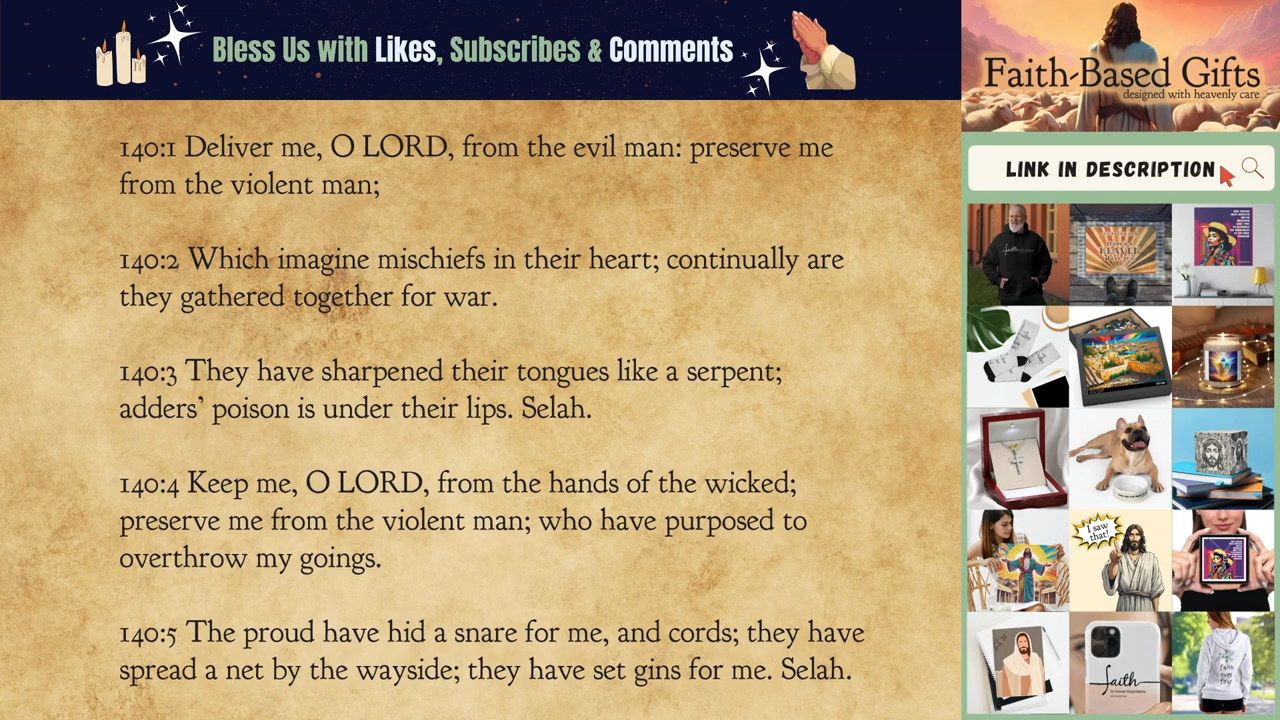 Bless Us with Likes, Subscribes & Comments
140:1 Deliver me, O LORD, from the evil man: preserve me
from the violent man;
140:2 Which imagine mischiefs in their heart; continually are
they gathered together for war.
140:3 They have sharpened their tongues like a serpent;
adders’ poison is under their lips. Selah.
140:4 Keep me, O LORD, from the hands of the wicked;
preserve me from the violent man; who have purposed to
overthrow my goings.
140:5 The proud have hid a snare for me, and cords; they have
spread a net by the wayside; they have set gins for me. Selah.
Faith-Based Gifts
designed with heavenly care
LINK IN DESCRIPTION
faith
HEAVEN
I saw
that!
faith
faith
over
fear